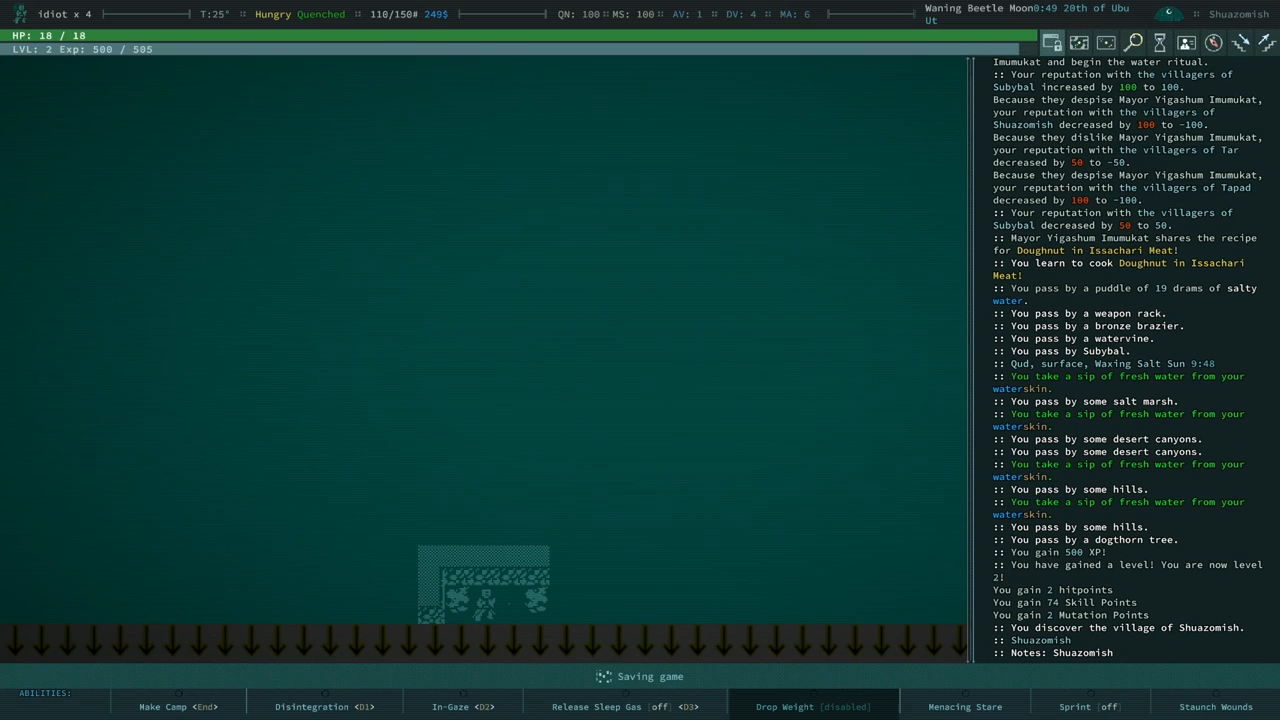 idiot x 4 T:25° Hungry Quenched 110/150# 249$ QN: 100 MS: 100 AV: 1 DV: 4 MA: 6 Waning Beetle Moon 0:49 20th of Ubu Ut Shuazomish
HP: 18 / 18
LVL: 2 Exp: 500 / 505
Imumukat and begin the water ritual.
:: Your reputation with the villagers of
Subybal increased by 100 to 100.
Because they despise Mayor Yigashum Imumukat,
your reputation with the villagers of
Shuazomish decreased by 100 to -100.
Because they dislike Mayor Yigashum Imumukat,
your reputation with the villagers of Tar
decreased by 50 to -50.
Because they despise Mayor Yigashum Imumukat,
your reputation with the villagers of Tapad
decreased by 100 to -100.
:: Your reputation with the villagers of
Subybal decreased by 50 to 50.
:: Mayor Yigashum Imumukat shares the recipe
for Doughnut in Issachari Meat!
:: You learn to cook Doughnut in Issachari
Meat!
:: You pass by a puddle of 19 drams of salty
water.
:: You pass by a weapon rack.
:: You pass by a bronze brazier.
:: You pass by a watervine.
:: You pass by Subybal.
:: Qud, surface, Waxing Salt Sun 9:48
:: You take a sip of fresh water from your
waterskin.
:: You pass by some salt marsh.
:: You take a sip of fresh water from your
waterskin.
:: You pass by some desert canyons.
:: You pass by some desert canyons.
:: You take a sip of fresh water from your
waterskin.
:: You pass by some hills.
:: You take a sip of fresh water from your
waterskin.
:: You pass by some hills.
:: You pass by a dogthorn tree.
:: You gain 500 XP!
:: You have gained a level! You are now level
2!
You gain 2 hitpoints
You gain 74 Skill Points
You gain 2 Mutation Points
:: You discover the village of Shuazomish.
:: Shuazomish
:: Notes: Shuazomish
Saving game
ABILITIES: Make Camp <End> Disintegration <D1> In-Gaze <D2> Release Sleep Gas [off] <D3> Drop Weight [disabled] Menacing Stare Sprint [off] Staunch Wounds